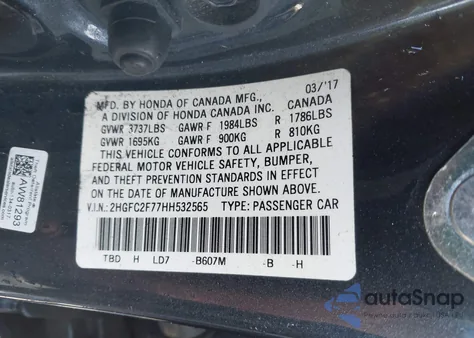 MFD. BY HONDA OF CANADA MFG., 03/'17
A DIVISION OF HONDA CANADA INC. CANADA
GVWR 3737LBS GAWR F 1984LBS R 1786LBS
GVWR 1695KG GAWR F 900KG R 810KG
THIS VEHICLE CONFORMS TO ALL APPLICABLE
FEDERAL MOTOR VEHICLE SAFETY, BUMPER,
AND THEFT PREVENTION STANDARDS IN EFFECT ON
THE DATE OF MANUFACTURE SHOWN ABOVE.
V.I.N: 2HGFC2F77HH532565 TYPE: PASSENGER CAR
TBD H LD7 -B607M -B -H
AVV81293
autoSnap